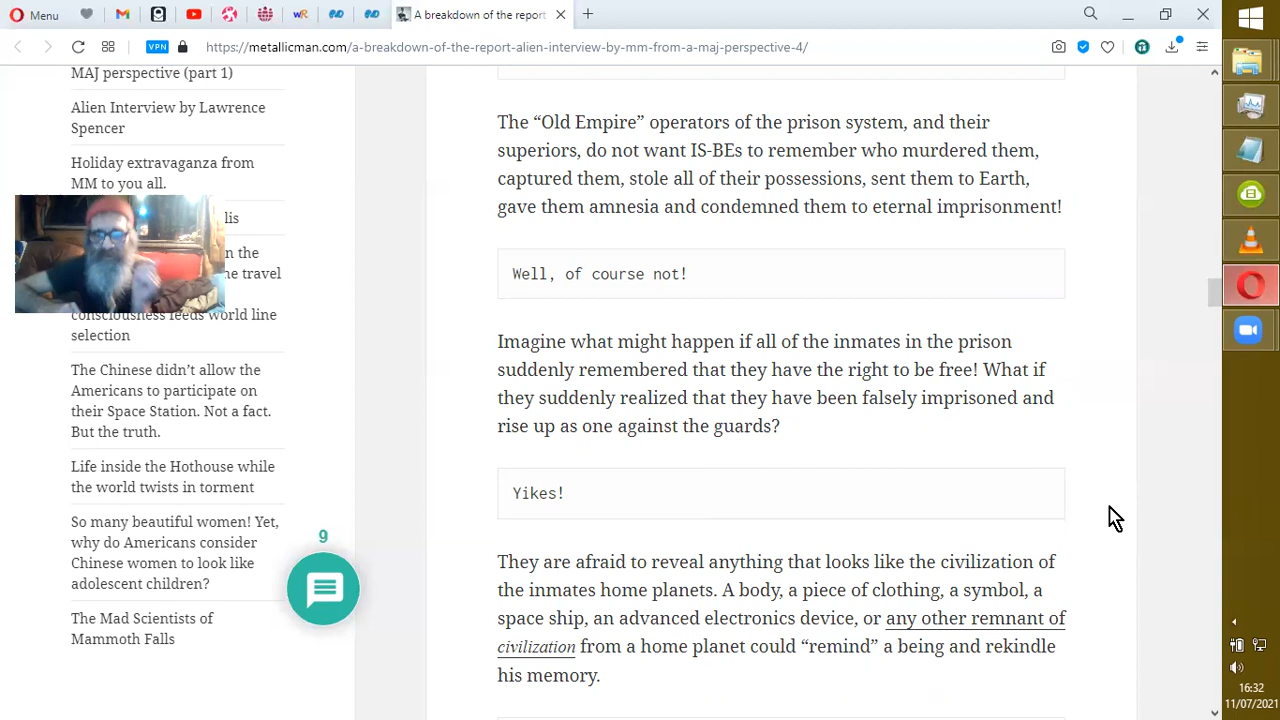 Menu
A breakdown of the report
VPN
https://metallicman.com/a-breakdown-of-the-report-alien-interview-by-mm-from-a-maj-perspective-4/
MAJ perspective (part 1)
Alien Interview by Lawrence
Spencer
Holiday extravaganza from
MM to you all.
lis
n the
he travel
consciousness feeds world line
selection
The Chinese didn’t allow the
Americans to participate on
their Space Station. Not a fact.
But the truth.
Life inside the Hothouse while
the world twists in torment
So many beautiful women! Yet,
why do Americans consider
Chinese women to look like
adolescent children?
The Mad Scientists of
Mammoth Falls
9
The “Old Empire” operators of the prison system, and their
superiors, do not want IS-BEs to remember who murdered them,
captured them, stole all of their possessions, sent them to Earth,
gave them amnesia and condemned them to eternal imprisonment!
Well, of course not!
Imagine what might happen if all of the inmates in the prison
suddenly remembered that they have the right to be free! What if
they suddenly realized that they have been falsely imprisoned and
rise up as one against the guards?
Yikes!
They are afraid to reveal anything that looks like the civilization of
the inmates home planets. A body, a piece of clothing, a symbol, a
space ship, an advanced electronics device, or any other remnant of
civilization from a home planet could “remind” a being and rekindle
his memory.
16:32
11/07/2021